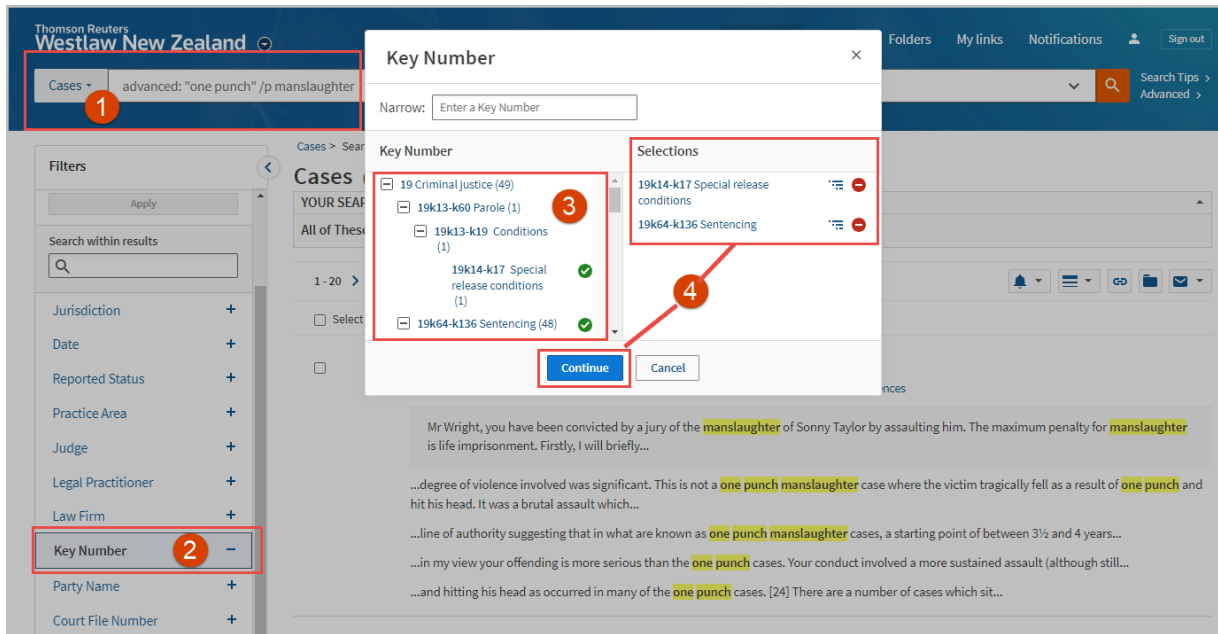 Thomson Reuters
Westlaw New Zealand
Folders My links Notifications Sign out
Cases advanced: "one punch" /p manslaughter
Search Tips >
Advanced >
1
Key Number
Narrow: Enter a Key Number
Key Number
19 Criminal justice (49)
19k13-k60 Parole (1)
19k13-k19 Conditions
(1)
19k14-k17 Special
release conditions
(1)
19k64-k136 Sentencing (48)
3
Selections
19k14-k17 Special release
conditions
19k64-k136 Sentencing
4
Continue Cancel
Filters
Apply
Search within results
Jurisdiction
Date
Reported Status
Practice Area
Judge
Legal Practitioner
Law Firm
Key Number
2
Party Name
Court File Number
Cases > Sear
Cases
YOUR SEAR
All of These
1 - 20
Select
nces
Mr Wright, you have been convicted by a jury of the manslaughter of Sonny Taylor by assaulting him. The maximum penalty for manslaughter
is life imprisonment. Firstly, I will briefly...
...degree of violence involved was significant. This is not a one punch manslaughter case where the victim tragically fell as a result of one punch and
hit his head. It was a brutal assault which...
...line of authority suggesting that in what are known as one punch manslaughter cases, a starting point of between 3½ and 4 years...
...in my view your offending is more serious than the one punch cases. Your conduct involved a more sustained assault (although still...
...and hitting his head as occurred in many of the one punch cases. [24] There are a number of cases which sit...